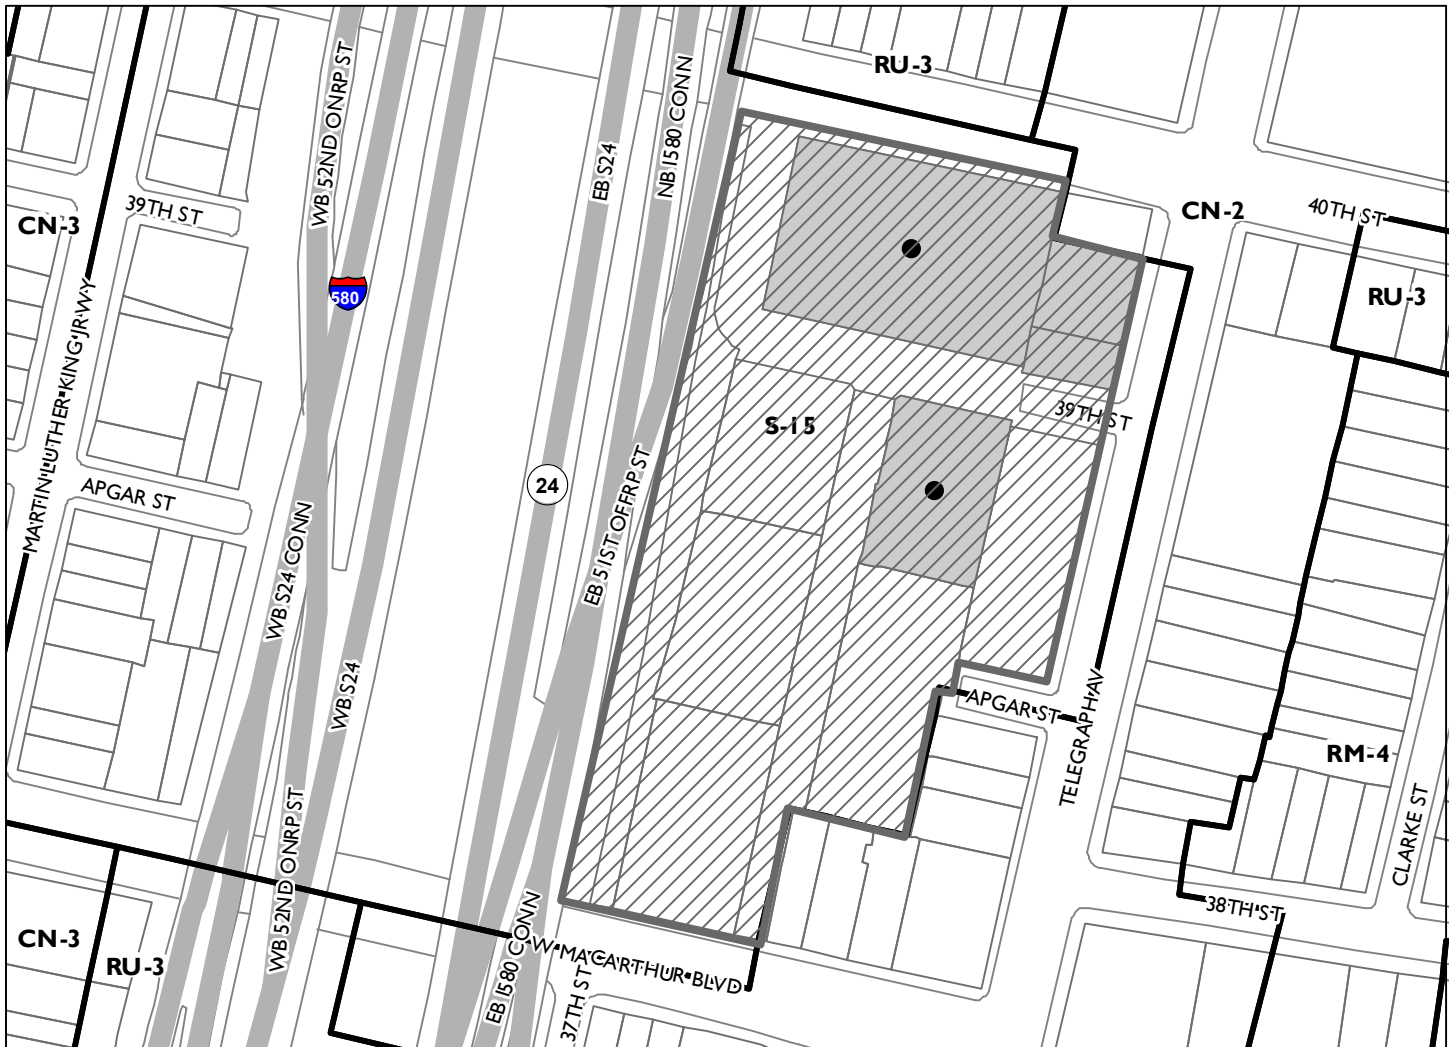 RU-3
WB 52ND ONRP ST
EB S24
NB I580 CONN
39TH ST
CN-3
CN-2
40TH ST
RU-3
580
MARTIN LUTHER KING JR WY
39TH ST
S-15
24
EB 51ST OFFRP ST
APGAR ST
WB S24 CONN
WB S24
APGAR ST
TELEGRAPH AV
RM-4
CLARKE ST
WB 52ND ONRP ST
38TH ST
CN-3
RU-3
EB I580 CONN
W MACARTHUR BLVD
37TH ST